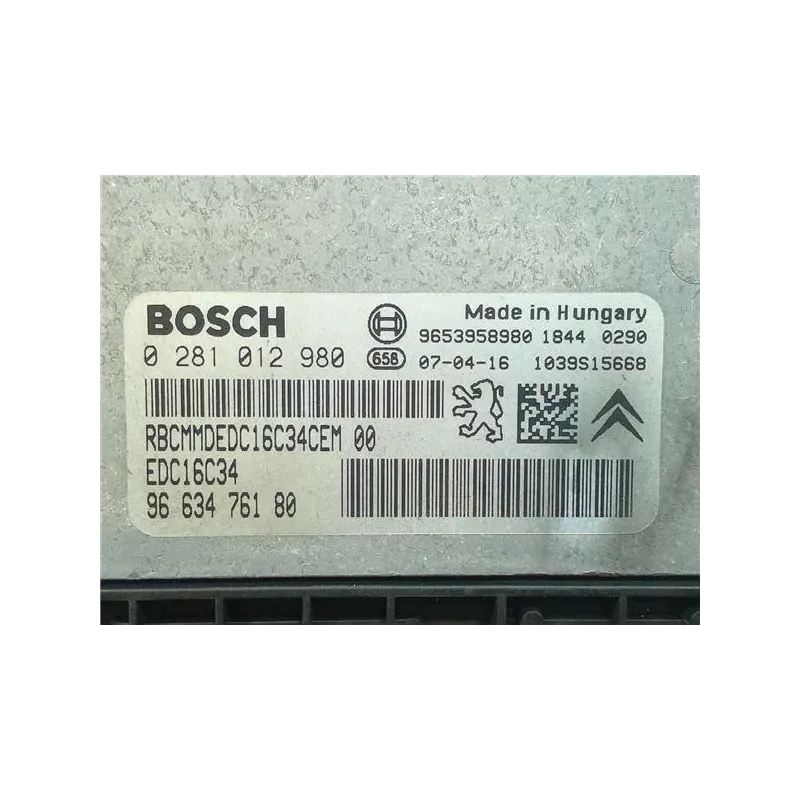 BOSCH
Made in Hungary
9653958980 1844 0290
0 281 012 980
658 07-04-16 1039S15668
RBCMMDEDC16C34CEM 00
EDC16C34
96 634 761 80